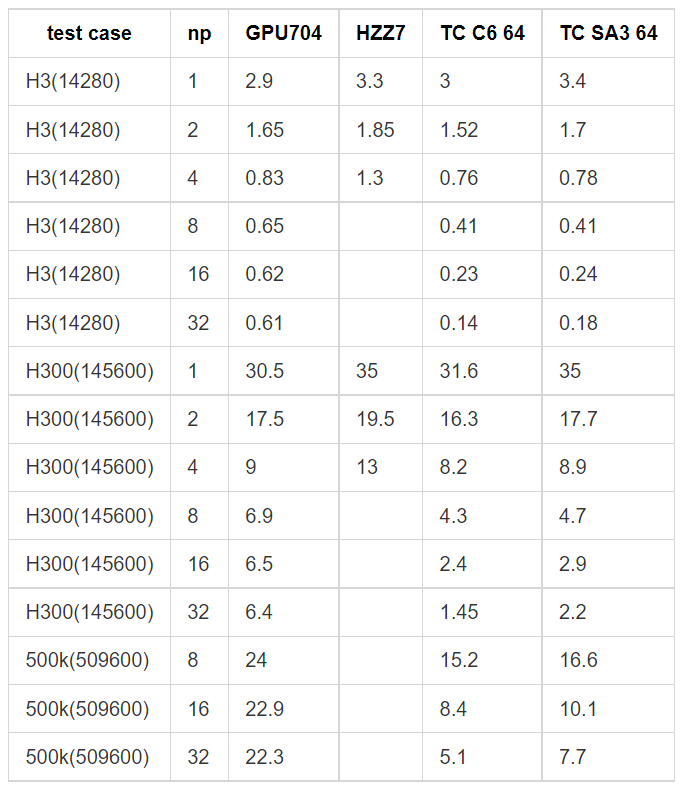 test case np GPU704 HZZ7 TC C6 64 TC SA3 64
H3(14280) 1 2.9 3.3 3 3.4
H3(14280) 2 1.65 1.85 1.52 1.7
H3(14280) 4 0.83 1.3 0.76 0.78
H3(14280) 8 0.65 0.41 0.41
H3(14280) 16 0.62 0.23 0.24
H3(14280) 32 0.61 0.14 0.18
H300(145600) 1 30.5 35 31.6 35
H300(145600) 2 17.5 19.5 16.3 17.7
H300(145600) 4 9 13 8.2 8.9
H300(145600) 8 6.9 4.3 4.7
H300(145600) 16 6.5 2.4 2.9
H300(145600) 32 6.4 1.45 2.2
500k(509600) 8 24 15.2 16.6
500k(509600) 16 22.9 8.4 10.1
500k(509600) 32 22.3 5.1 7.7